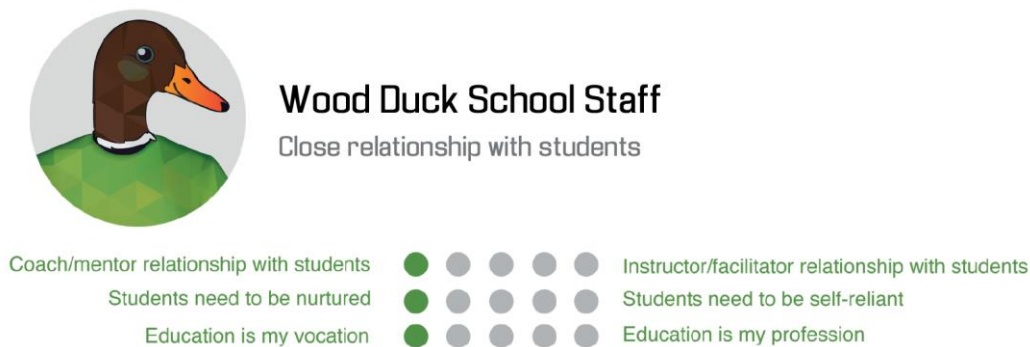 Wood Duck School Staff
Close relationship with students
Coach/mentor relationship with students Instructor/facilitator relationship with students
Students need to be nurtured Students need to be self-reliant
Education is my vocation Education is my profession